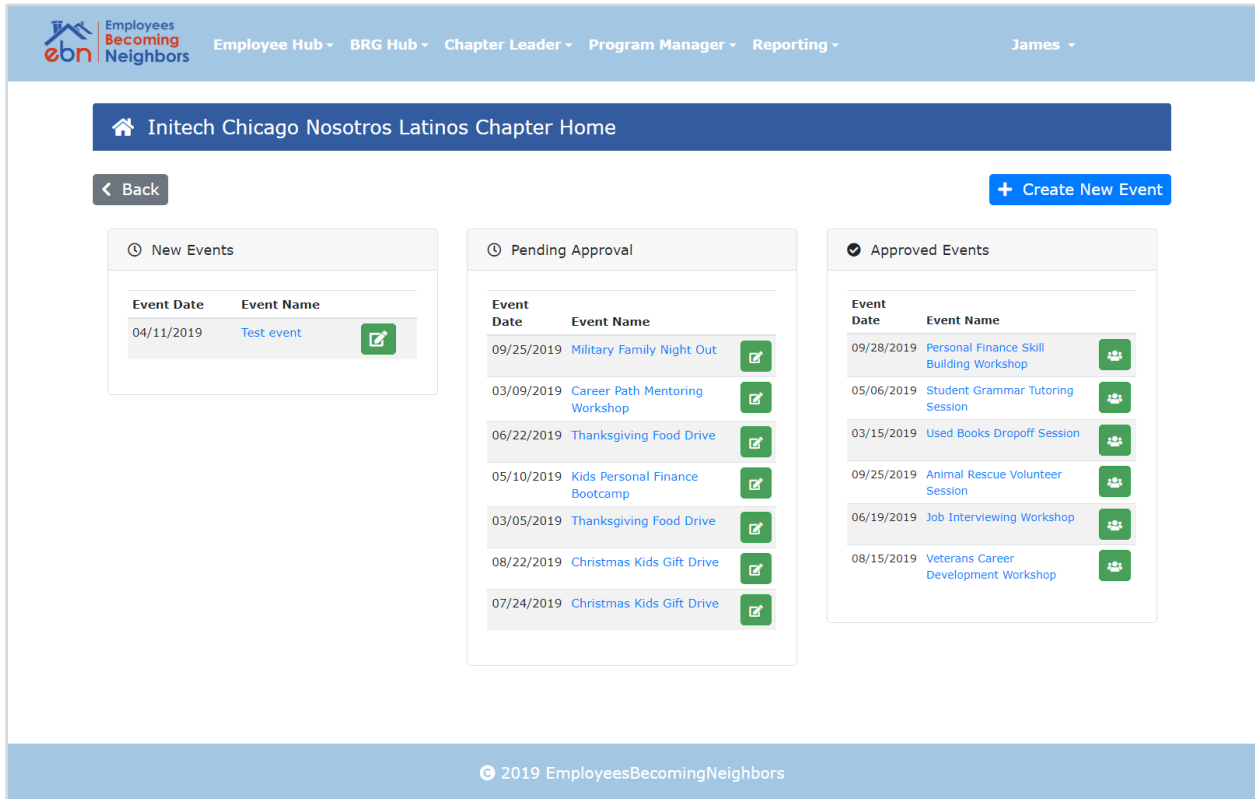 Employees
Becoming
Neighbors
ebn
Employee Hub BRG Hub Chapter Leader Program Manager Reporting James
Initech Chicago Nosotros Latinos Chapter Home
Back
Create New Event
New Events
Event Date Event Name
04/11/2019 Test event
Pending Approval
Event
Date Event Name
09/25/2019 Military Family Night Out
03/09/2019 Career Path Mentoring
Workshop
06/22/2019 Thanksgiving Food Drive
05/10/2019 Kids Personal Finance
Bootcamp
03/05/2019 Thanksgiving Food Drive
08/22/2019 Christmas Kids Gift Drive
07/24/2019 Christmas Kids Gift Drive
Approved Events
Event
Date Event Name
09/28/2019 Personal Finance Skill
Building Workshop
05/06/2019 Student Grammar Tutoring
Session
03/15/2019 Used Books Dropoff Session
09/25/2019 Animal Rescue Volunteer
Session
06/19/2019 Job Interviewing Workshop
08/15/2019 Veterans Career
Development Workshop
© 2019 EmployeesBecomingNeighbors